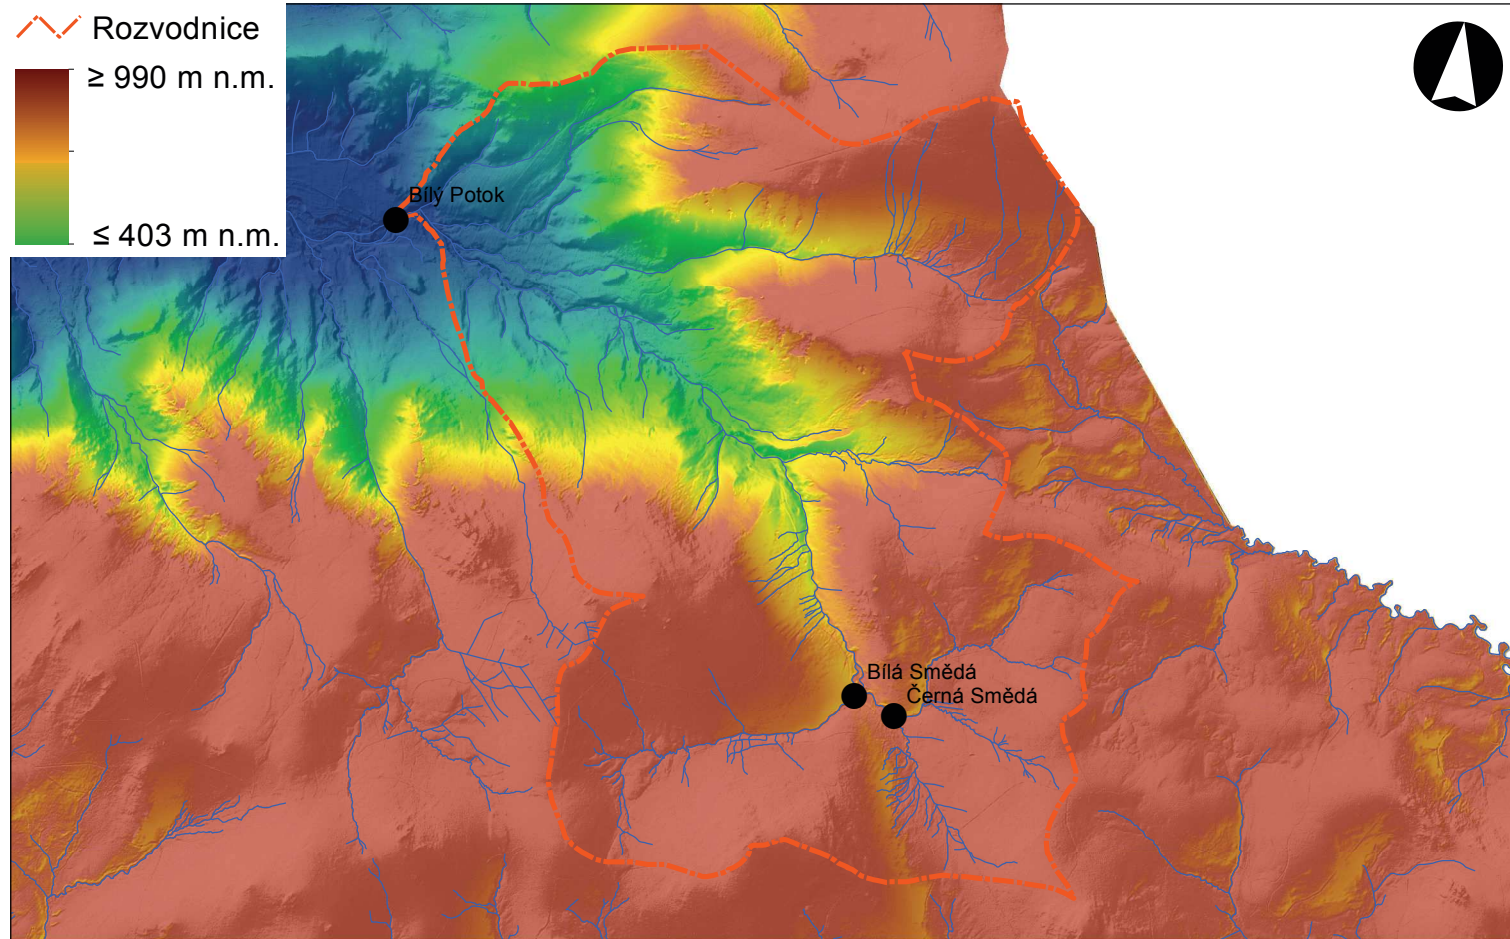 Rozvodnice
≥ 990 m n.m.
≤ 403 m n.m.
Bílý Potok
Bílá Smědá
Černá Smědá